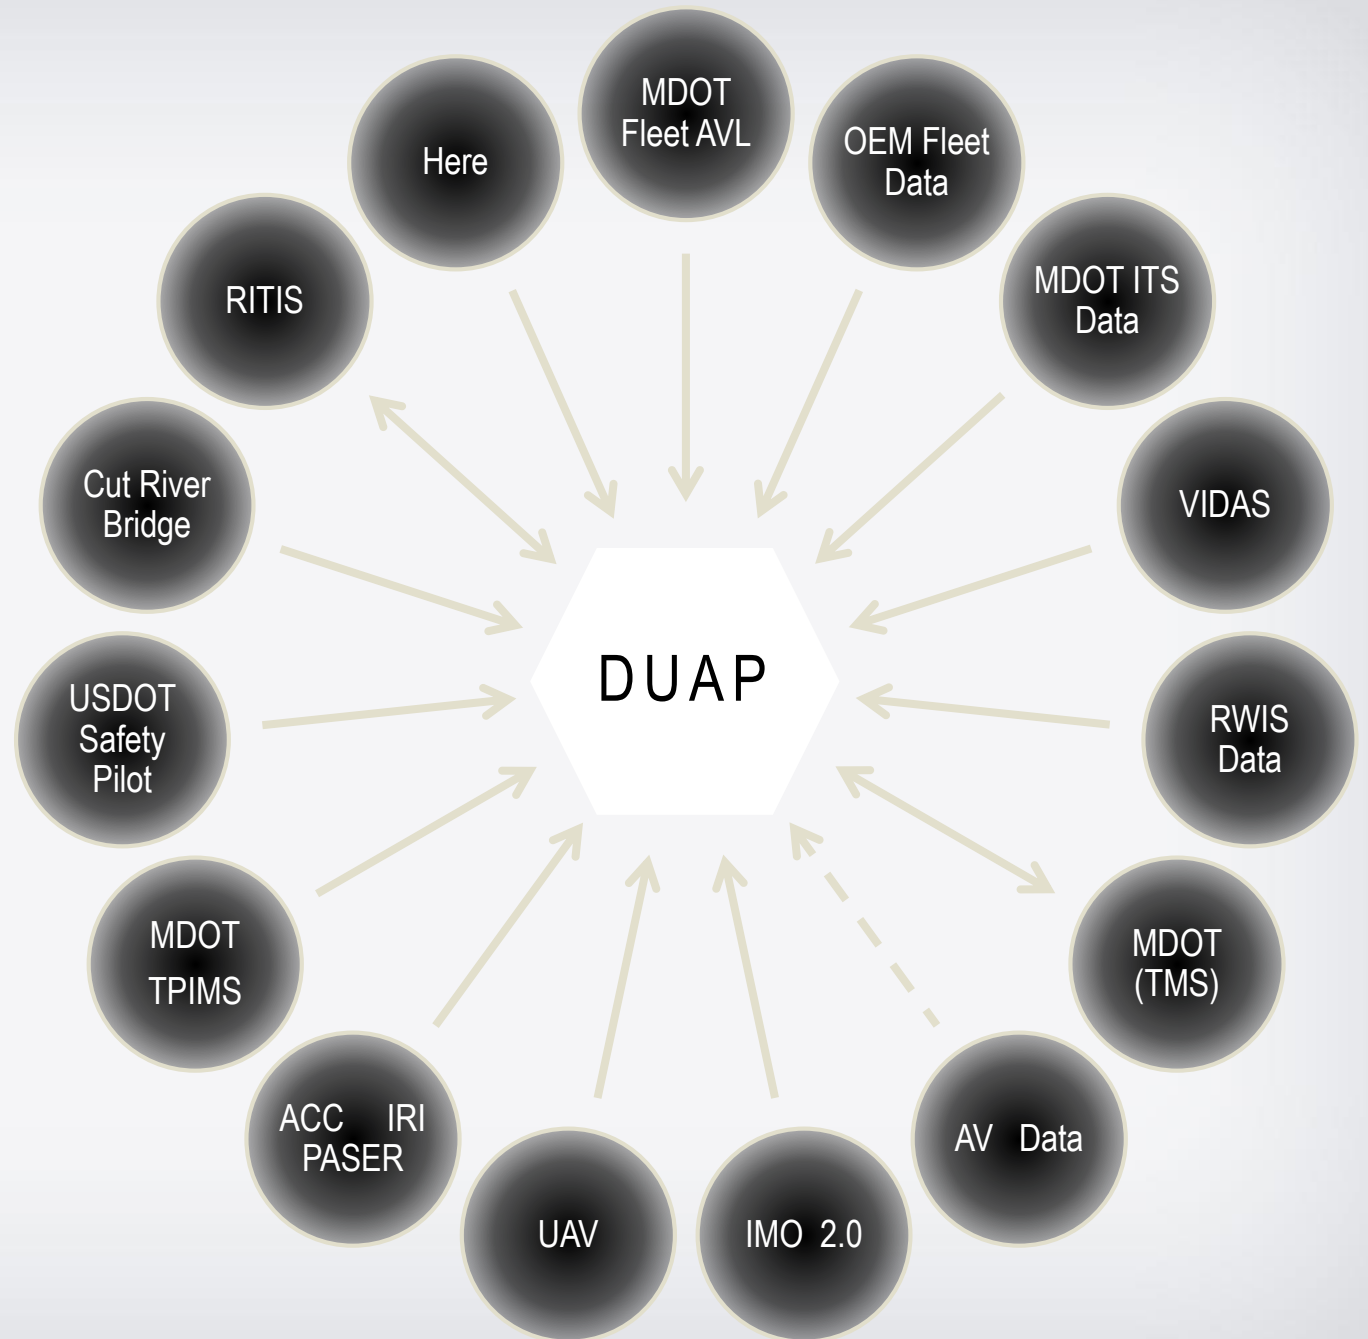 MDOT
Fleet AVL
OEM Fleet
Data
MDOT ITS
Data
VIDAS
RWIS
Data
MDOT
(TMS)
AV Data
IMO 2.0
UAV
ACC IRI
PASER
MDOT
TPIMS
USDOT
Safety
Pilot
Cut River
Bridge
RITIS
Here
DUAP